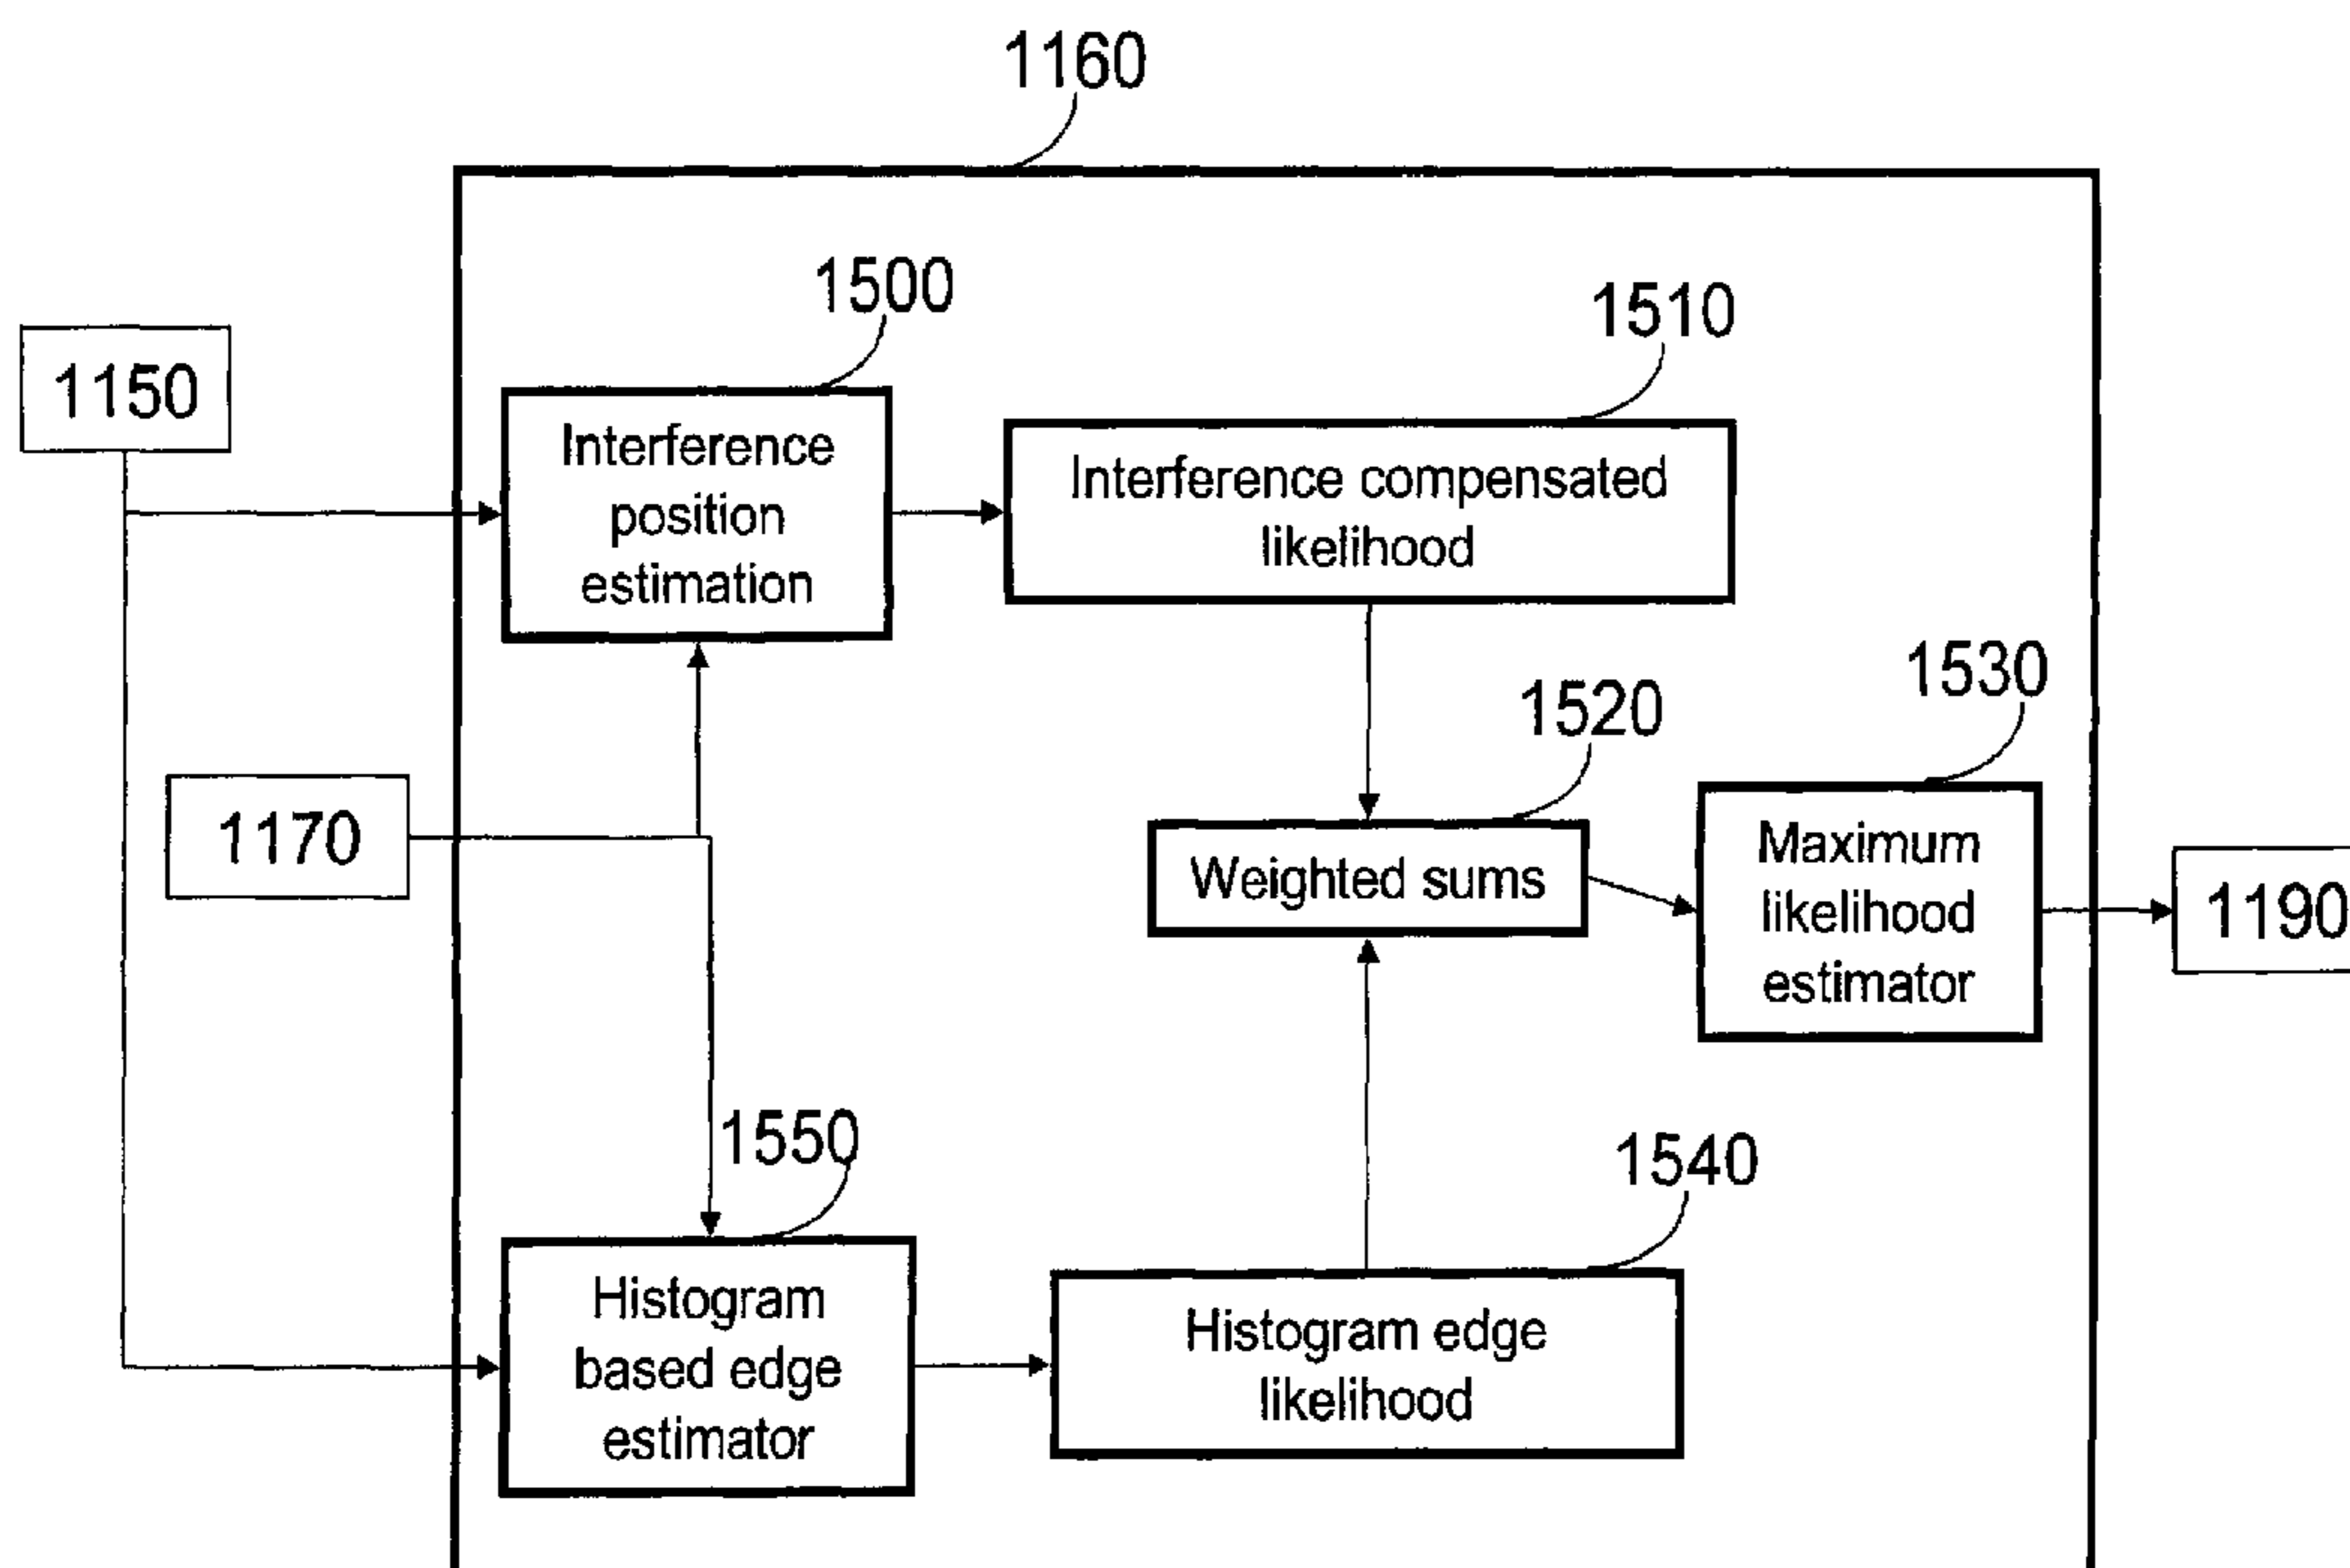 1160
1500
1510
1150
Interference
position
estimation
Interference compensated
likelihood
1520
1530
1170
Weighted sums
Maximum
likelihood
estimator
1190
1550
1540
Histogram
based edge
estimator
Histogram edge
likelihood